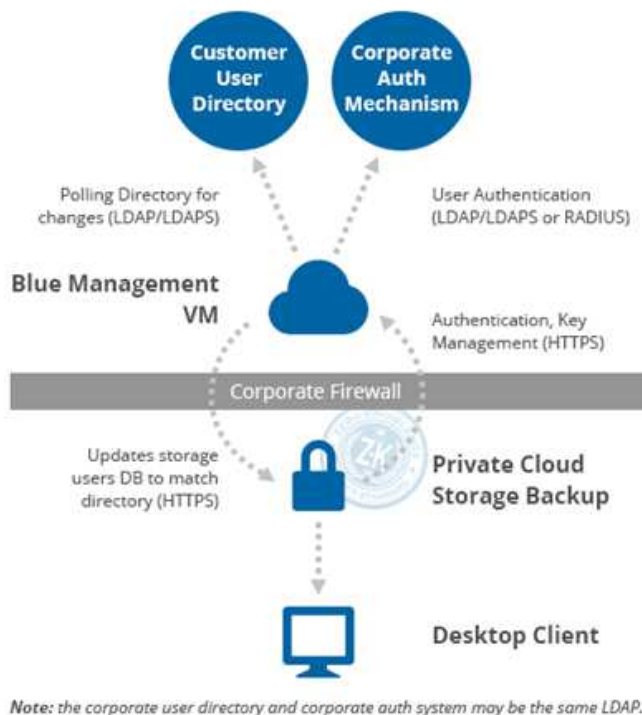 Customer
User
Directory
Corporate
Auth
Mechanism
Polling Directory for
changes (LDAP/LDAPS)
User Authentication
(LDAP/LDAPS or RADIUS)
Blue Management
VM
Authentication, Key
Management (HTTPS)
Corporate Firewall
Updates storage
users DB to match
directory (HTTPS)
ZK
Private Cloud
Storage Backup
Desktop Client
Note: the corporate user directory and corporate auth system may be the same LDAP.